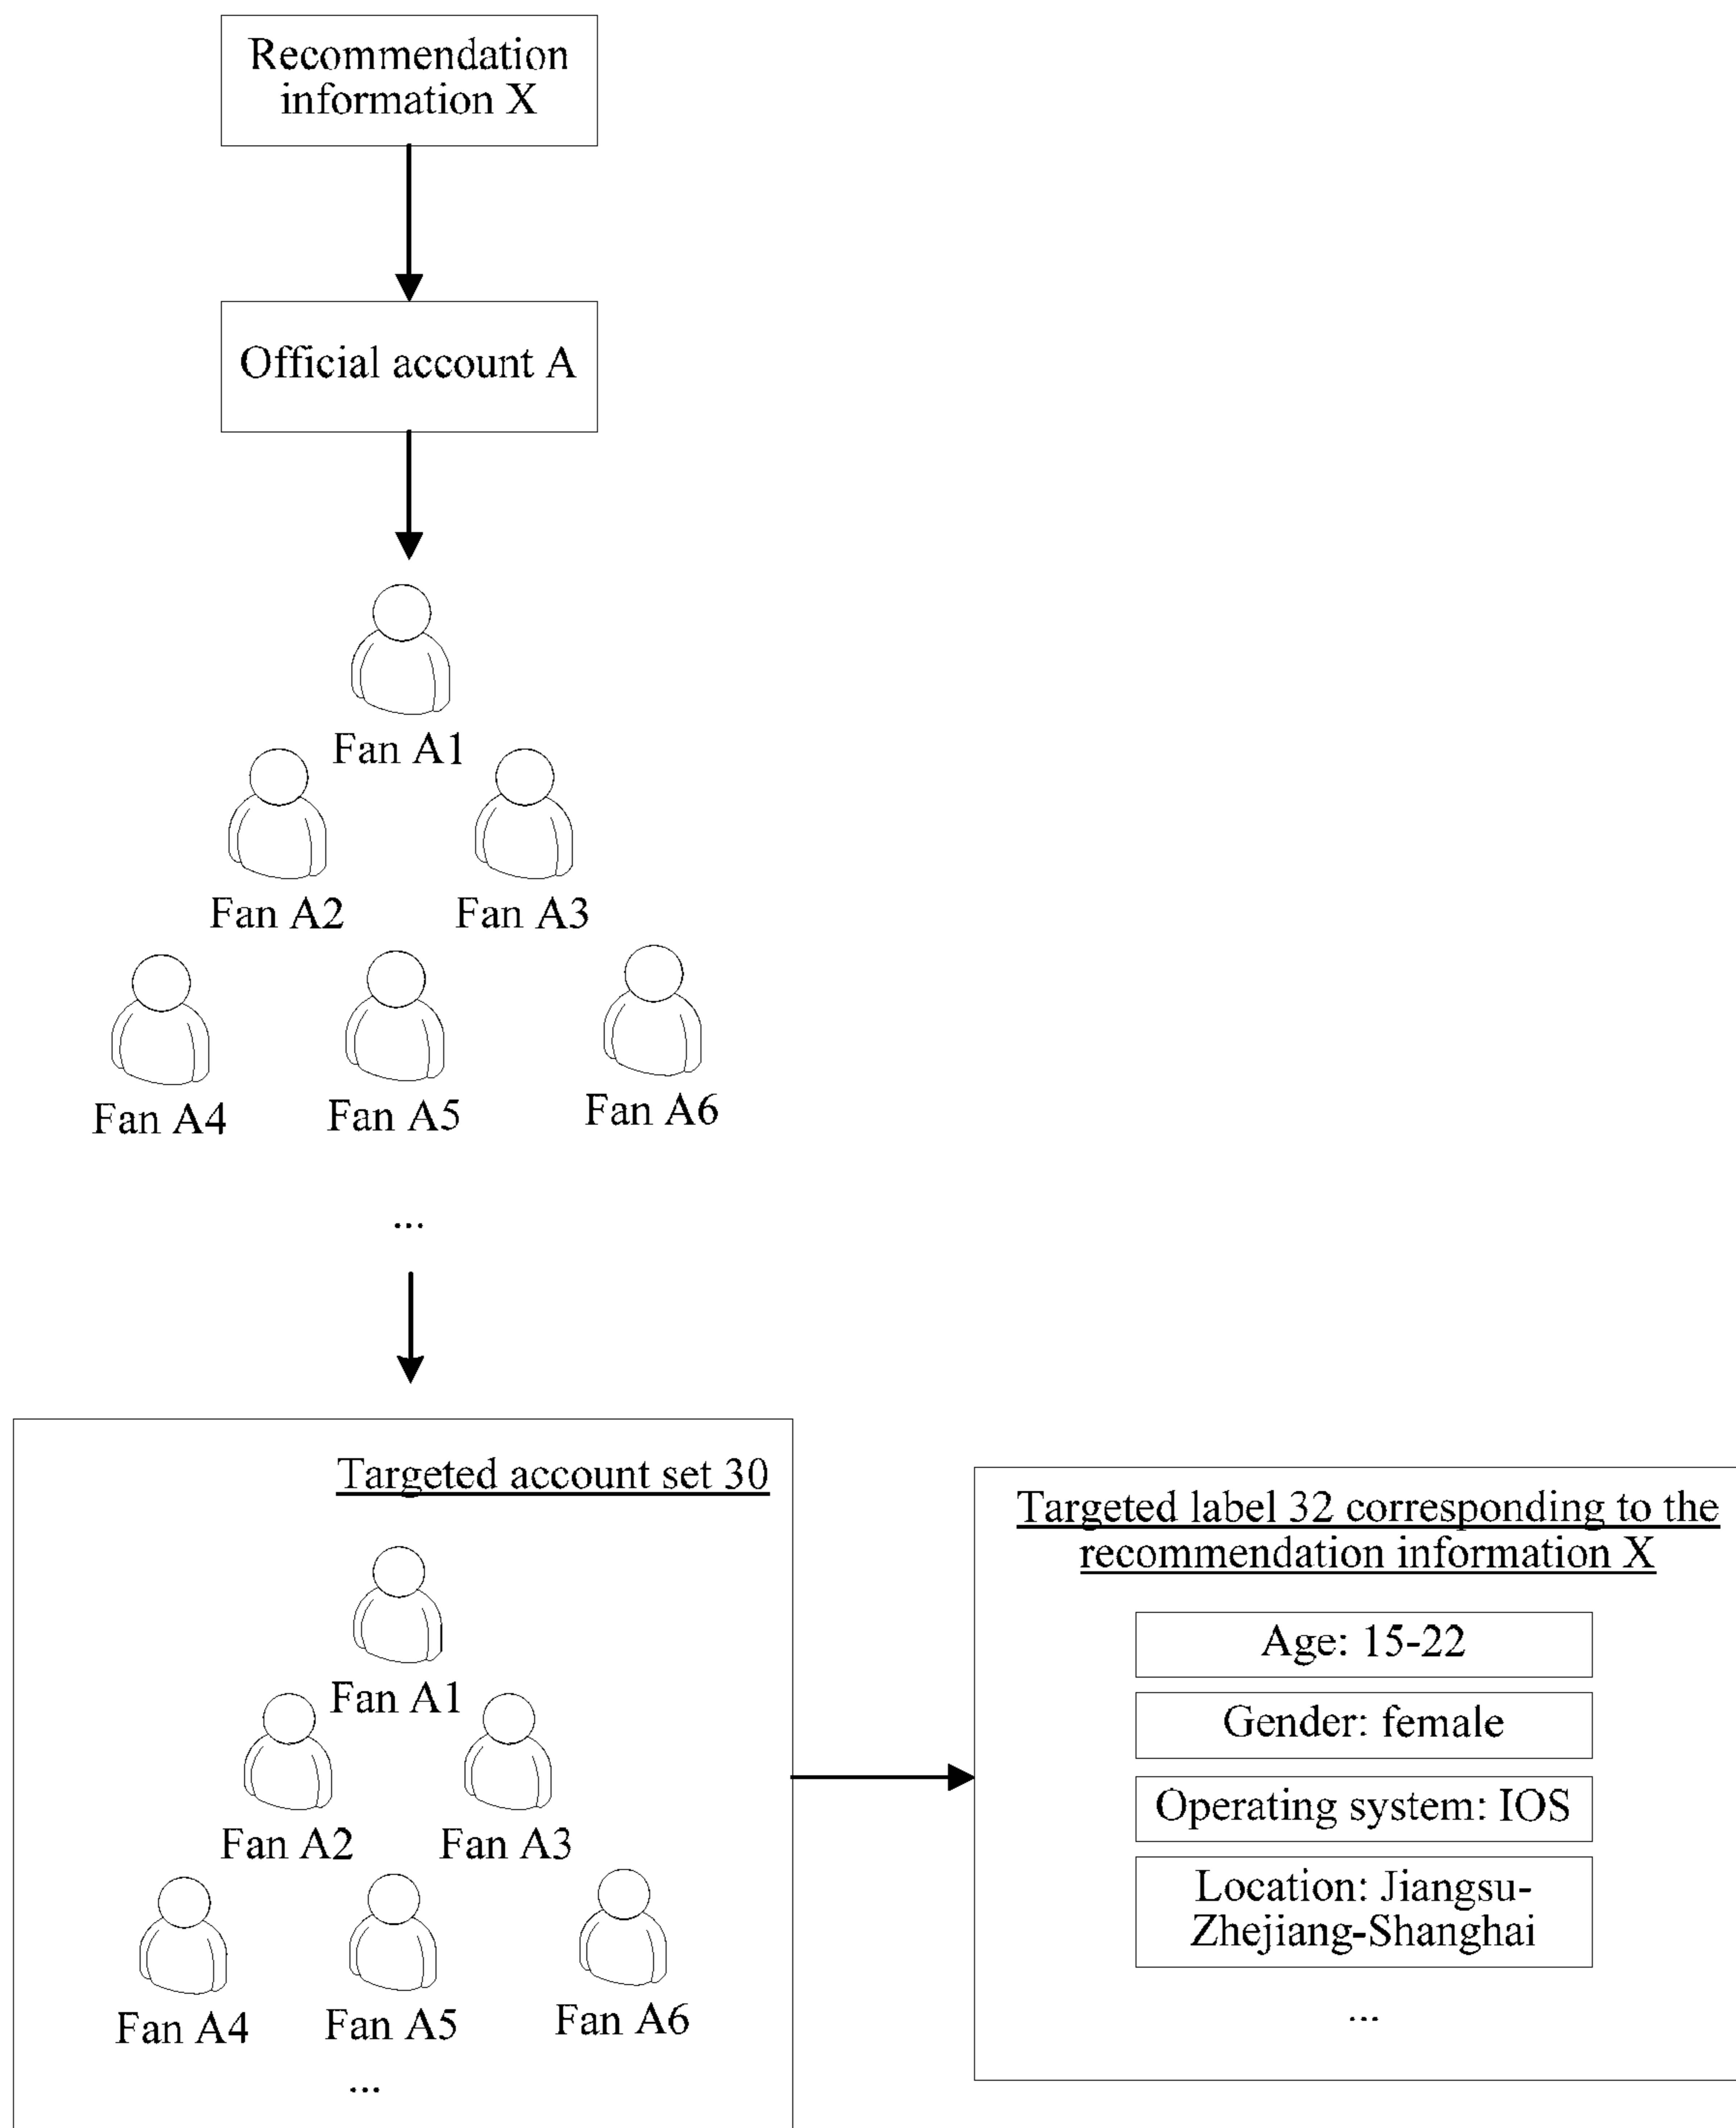 Recommendation
information X
Official account A
Fan A1
Fan A2
Fan A3
Fan A4
Fan A5
Fan A6
...
Targeted account set 30
Fan A1
Fan A2
Fan A3
Fan A4
Fan A5
Fan A6
...
Targeted label 32 corresponding to the
recommendation information X
Age: 15-22
Gender: female
Operating system: IOS
Location: Jiangsu-
Zhejiang-Shanghai
...